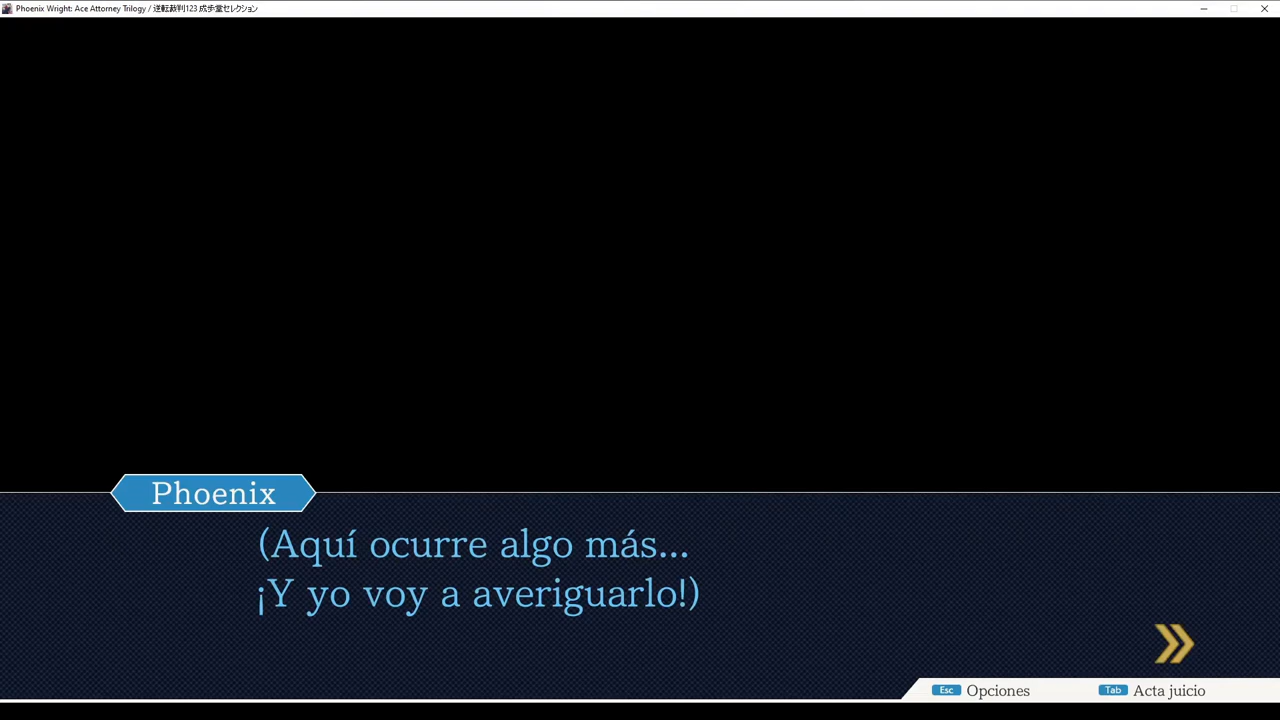 Phoenix Wright: Ace Attorney Trilogy / 逆転裁判123 成歩堂セレクション
Phoenix
(Aquí ocurre algo más...
¡Y yo voy a averiguarlo!)
Esc Opciones Tab Acta juicio